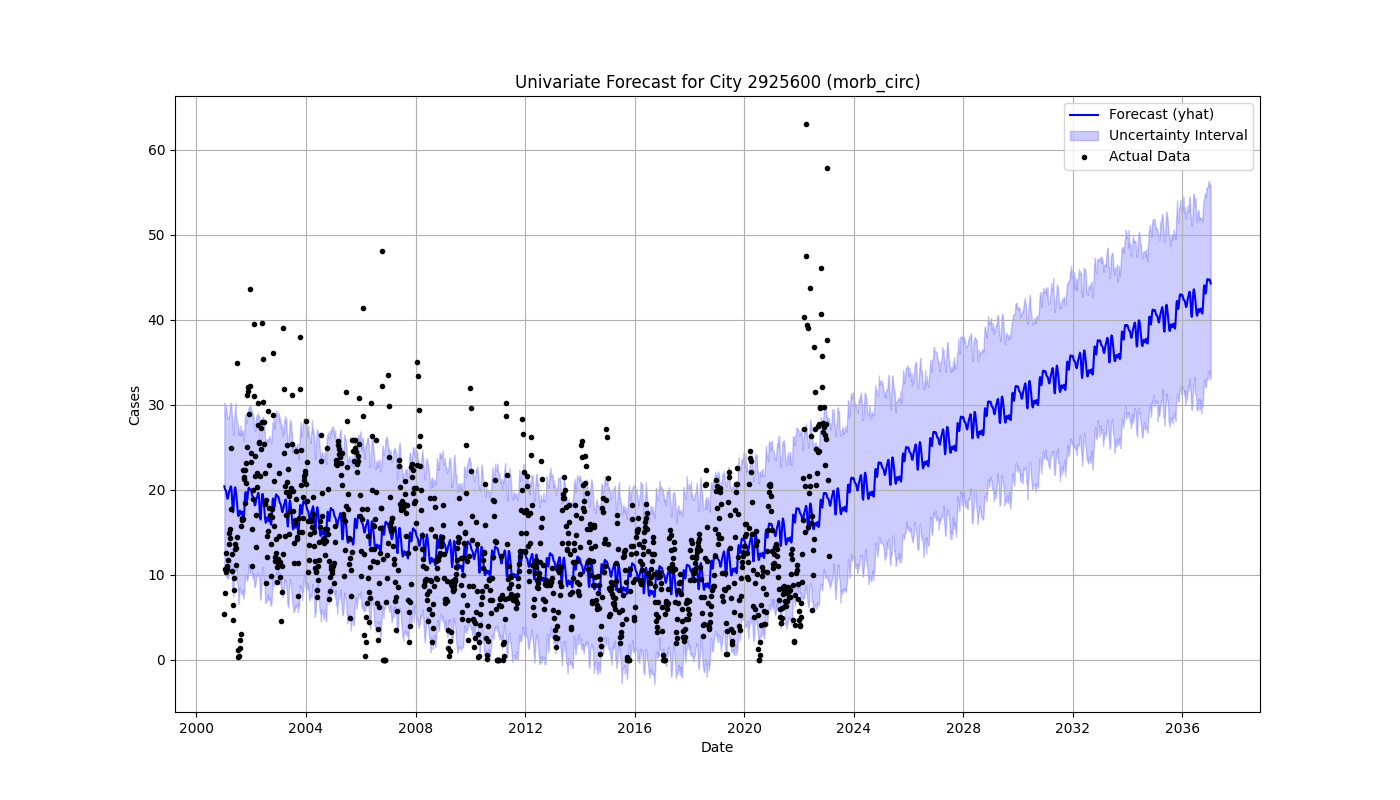 Univariate Forecast for City 2925600 (morb_circ)
Forecast (yhat)
Uncertainty Interval
Actual Data
Cases
60
50
40
30
20
10
0
2000 2004 2008 2012 2016 2020 2024 2028 2032 2036
Date